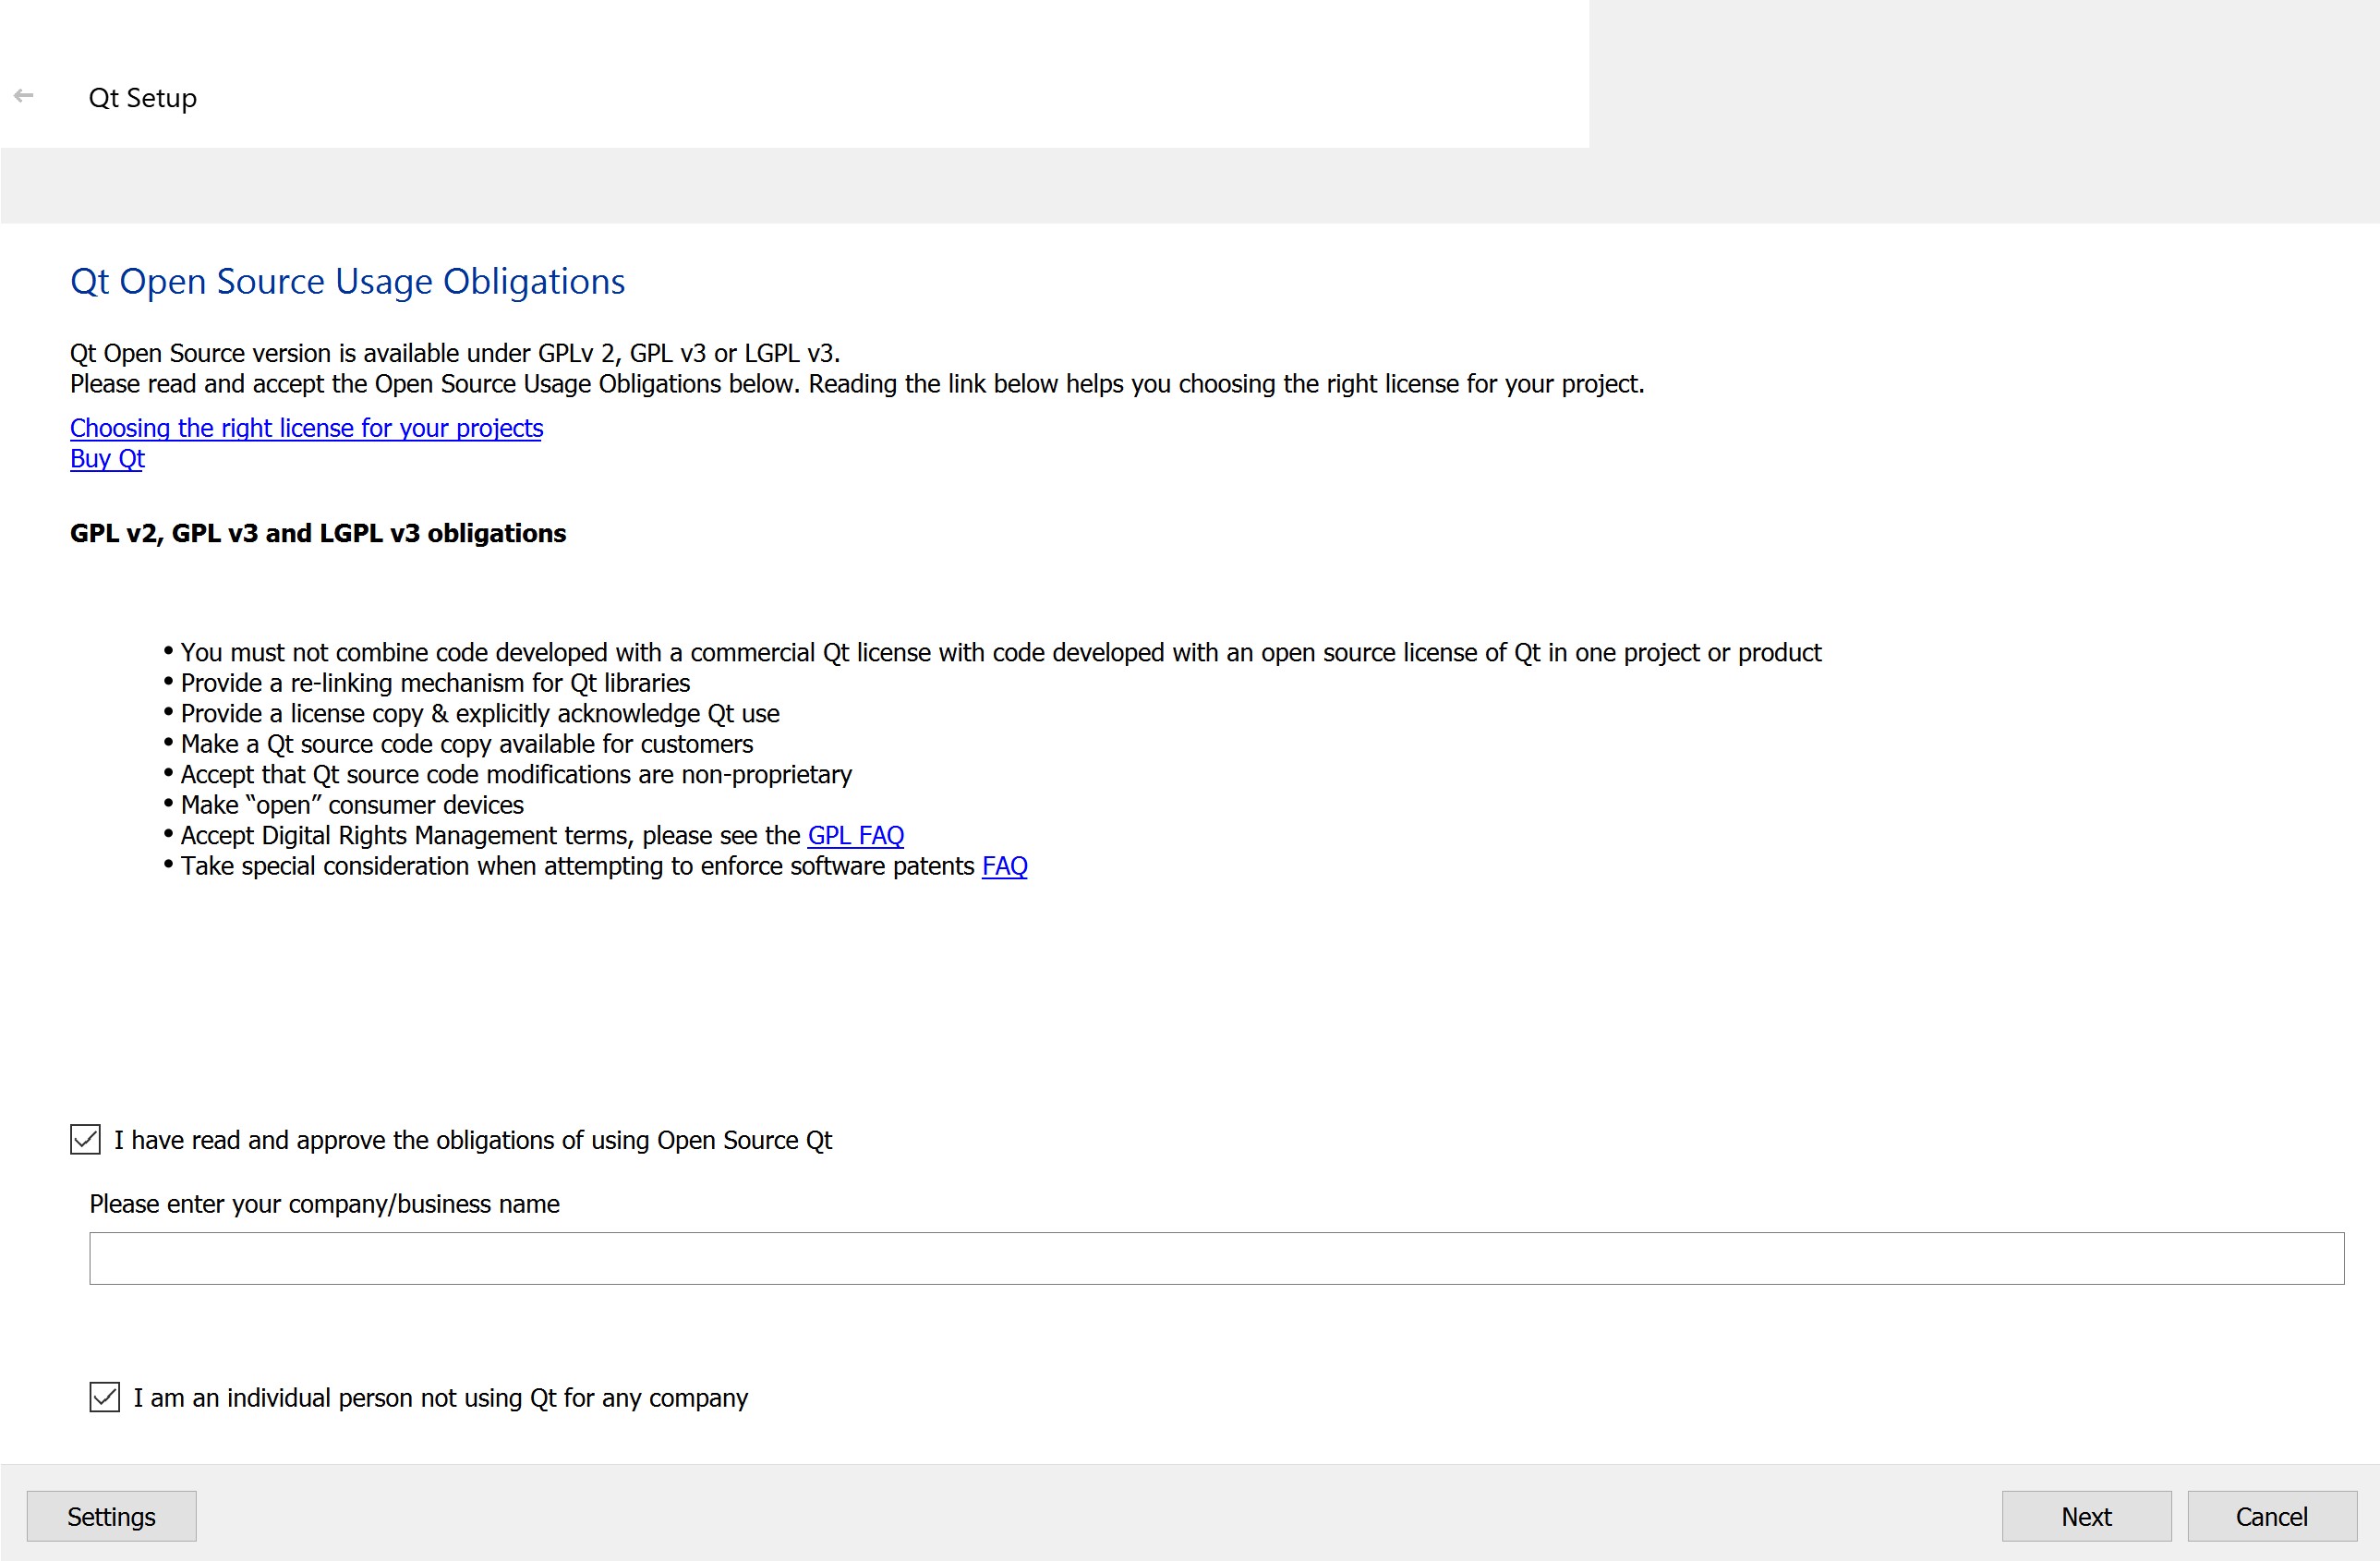 Qt Setup
Qt Open Source Usage Obligations
Qt Open Source version is available under GPLv 2, GPL v3 or LGPL v3.
Please read and accept the Open Source Usage Obligations below. Reading the link below helps you choosing the right license for your project.
Choosing the right license for your projects
Buy Qt
GPL v2, GPL v3 and LGPL v3 obligations
• You must not combine code developed with a commercial Qt license with code developed with an open source license of Qt in one project or product
• Provide a re-linking mechanism for Qt libraries
• Provide a license copy & explicitly acknowledge Qt use
• Make a Qt source code copy available for customers
• Accept that Qt source code modifications are non-proprietary
• Make “open” consumer devices
• Accept Digital Rights Management terms, please see the GPL FAQ
• Take special consideration when attempting to enforce software patents FAQ
I have read and approve the obligations of using Open Source Qt
Please enter your company/business name
I am an individual person not using Qt for any company
Settings
Next
Cancel